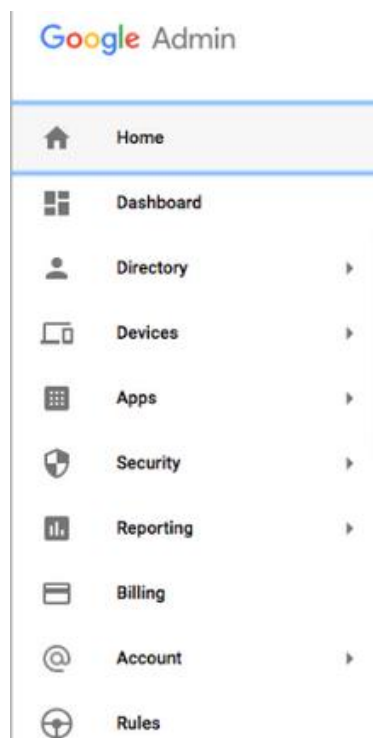 Google Admin
Home
Dashboard
Directory
Devices
Apps
Security
Reporting
Billing
Account
Rules